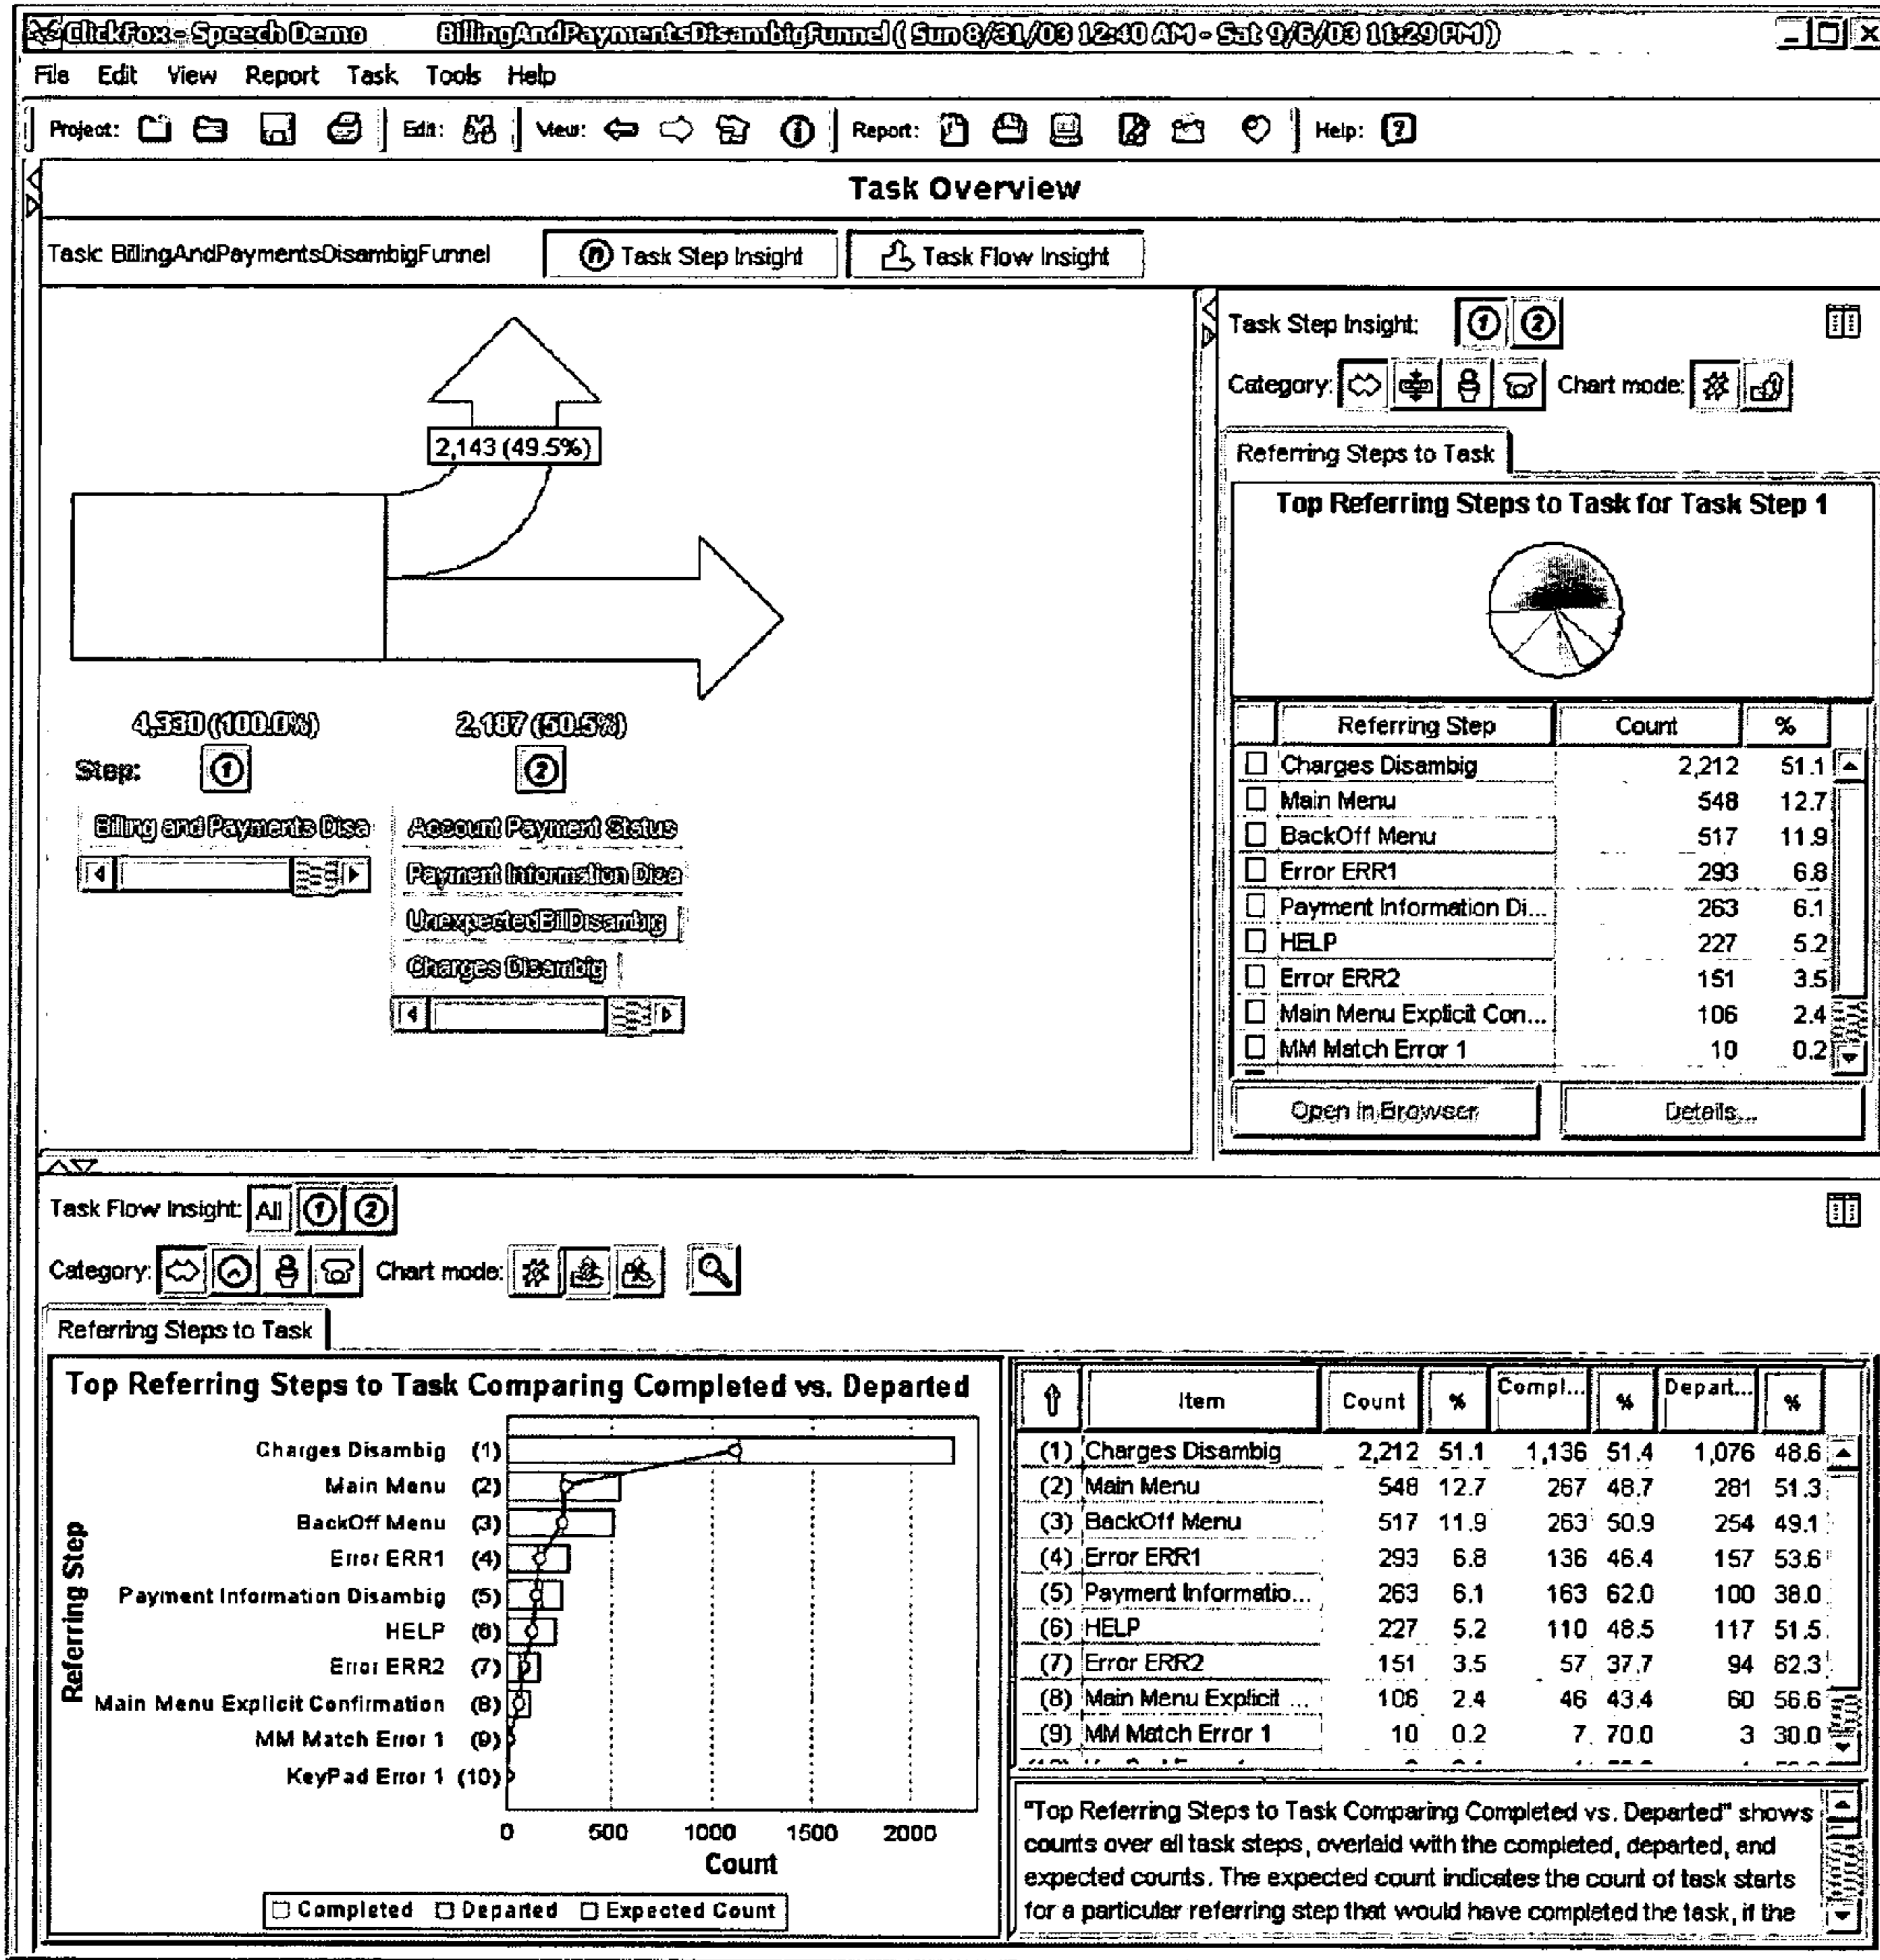 ClickFox - Speech Demo BillingAndPaymentsDisambigFunnel ( Sun 8/31/03 12:40 AM - Sat 9/6/03 11:29 PM )
File Edit View Report Task Tools Help
Project: Edit: View: Report: Help:
Task Overview
Task: BillingAndPaymentsDisambigFunnel Task Step Insight Task Flow Insight
2,143 (49.5%)
4,330 (100.0%) 2,187 (50.5%)
Step: 1 2
Billing and Payments Disa
Account Payment Status
Payment Information Disa
UnexpectedBillDisambig
Charges Disambig
Task Step Insight: 1 2
Category: Chart mode:
Referring Steps to Task
Top Referring Steps to Task for Task Step 1
Referring Step Count %
Charges Disambig 2,212 51.1
Main Menu 548 12.7
BackOff Menu 517 11.9
Error ERR1 293 6.8
Payment Information Di... 263 6.1
HELP 227 5.2
Error ERR2 151 3.5
Main Menu Explicit Con... 106 2.4
MM Match Error 1 10 0.2
Open in Browser Details...
Task Flow Insight: All 1 2
Category: Chart mode:
Referring Steps to Task
Top Referring Steps to Task Comparing Completed vs. Departed
Referring Step
Charges Disambig (1)
Main Menu (2)
BackOff Menu (3)
Error ERR1 (4)
Payment Information Disambig (5)
HELP (6)
Error ERR2 (7)
Main Menu Explicit Confirmation (8)
MM Match Error 1 (9)
KeyPad Error 1 (10)
0 500 1000 1500 2000
Count
Completed Departed Expected Count
Item Count % Compl... % Depart... %
(1) Charges Disambig 2,212 51.1 1,136 51.4 1,076 48.6
(2) Main Menu 548 12.7 267 48.7 281 51.3
(3) BackOff Menu 517 11.9 263 50.9 254 49.1
(4) Error ERR1 293 6.8 136 46.4 157 53.6
(5) Payment Informatio... 263 6.1 163 62.0 100 38.0
(6) HELP 227 5.2 110 48.5 117 51.5
(7) Error ERR2 151 3.5 57 37.7 94 62.3
(8) Main Menu Explicit ... 106 2.4 46 43.4 60 56.6
(9) MM Match Error 1 10 0.2 7 70.0 3 30.0
"Top Referring Steps to Task Comparing Completed vs. Departed" shows
counts over all task steps, overlaid with the completed, departed, and
expected counts. The expected count indicates the count of task starts
for a particular referring step that would have completed the task, if the